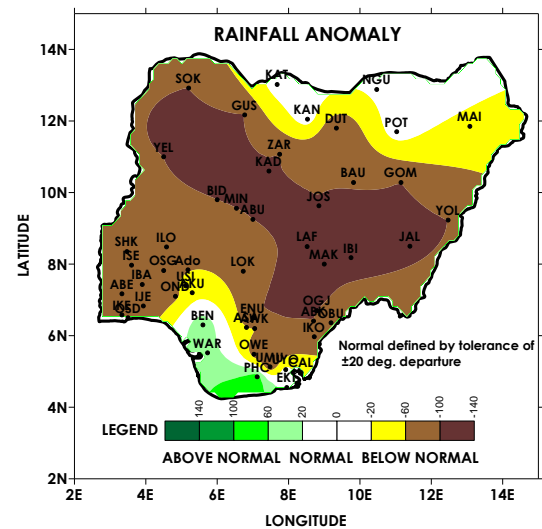 RAINFALL ANOMALY
14N
12N
10N
8N
6N
4N
2N
LATITUDE
KAT
NGU
SOK
GUS
KAN
DUT
POT
MAI
YEL
ZAR
KAD
BAU
GOM
BID
MIN
ABU
JOS
YOL
SHK
ILO
ISE
OSG
Ado
LOK
LAF
MAK
IBI
JAL
IBA
ABE
IJE
USI
OND
BEN
ENU
AWK
OGJ
OBU
IKO
WAR
OWE
UMU
UYO
CAL
PHC
EKT
Normal defined by tolerance of
±20 deg. departure
140
100
60
20
0
-20
-60
-100
-140
LEGEND
ABOVE NORMAL NORMAL BELOW NORMAL
2E 4E 6E 8E 10E 12E 14E
LONGITUDE